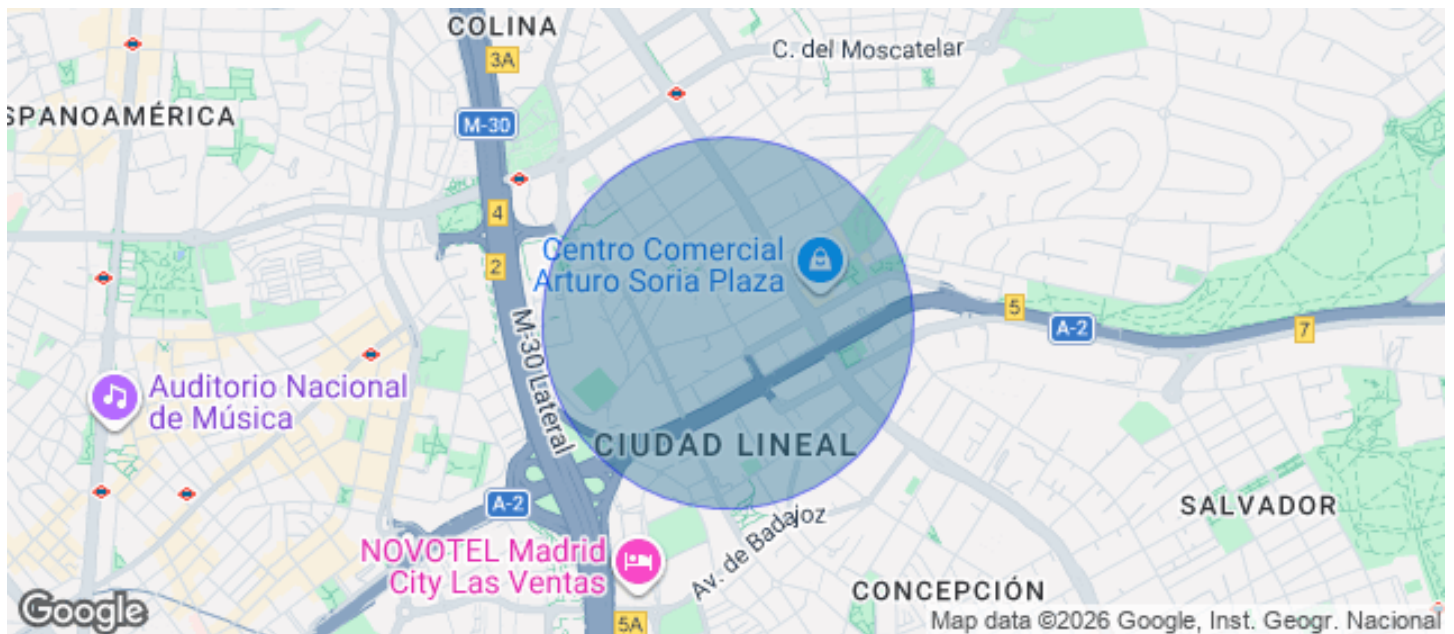 COLINA
3A
C. del Moscatelar
SPANOAMÉRICA
M-30
4
Centro Comercial
Arturo Soria Plaza
2
5
A-2
7
M-30 Lateral
Auditorio Nacional
de Música
CIUDAD LINEAL
A-2
SALVADOR
Av. de Badajoz
NOVOTEL Madrid
City Las Ventas
CONCEPCIÓN
5A
Google
Map data ©2026 Google, Inst. Geogr. Nacional